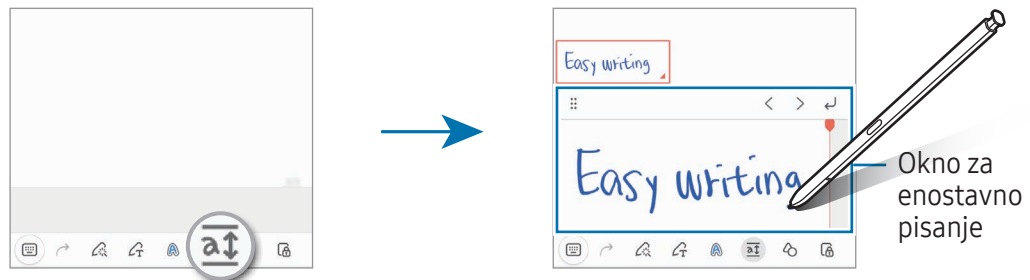 Easy writing
Easy writing
Okno za
enostavno
pisanje